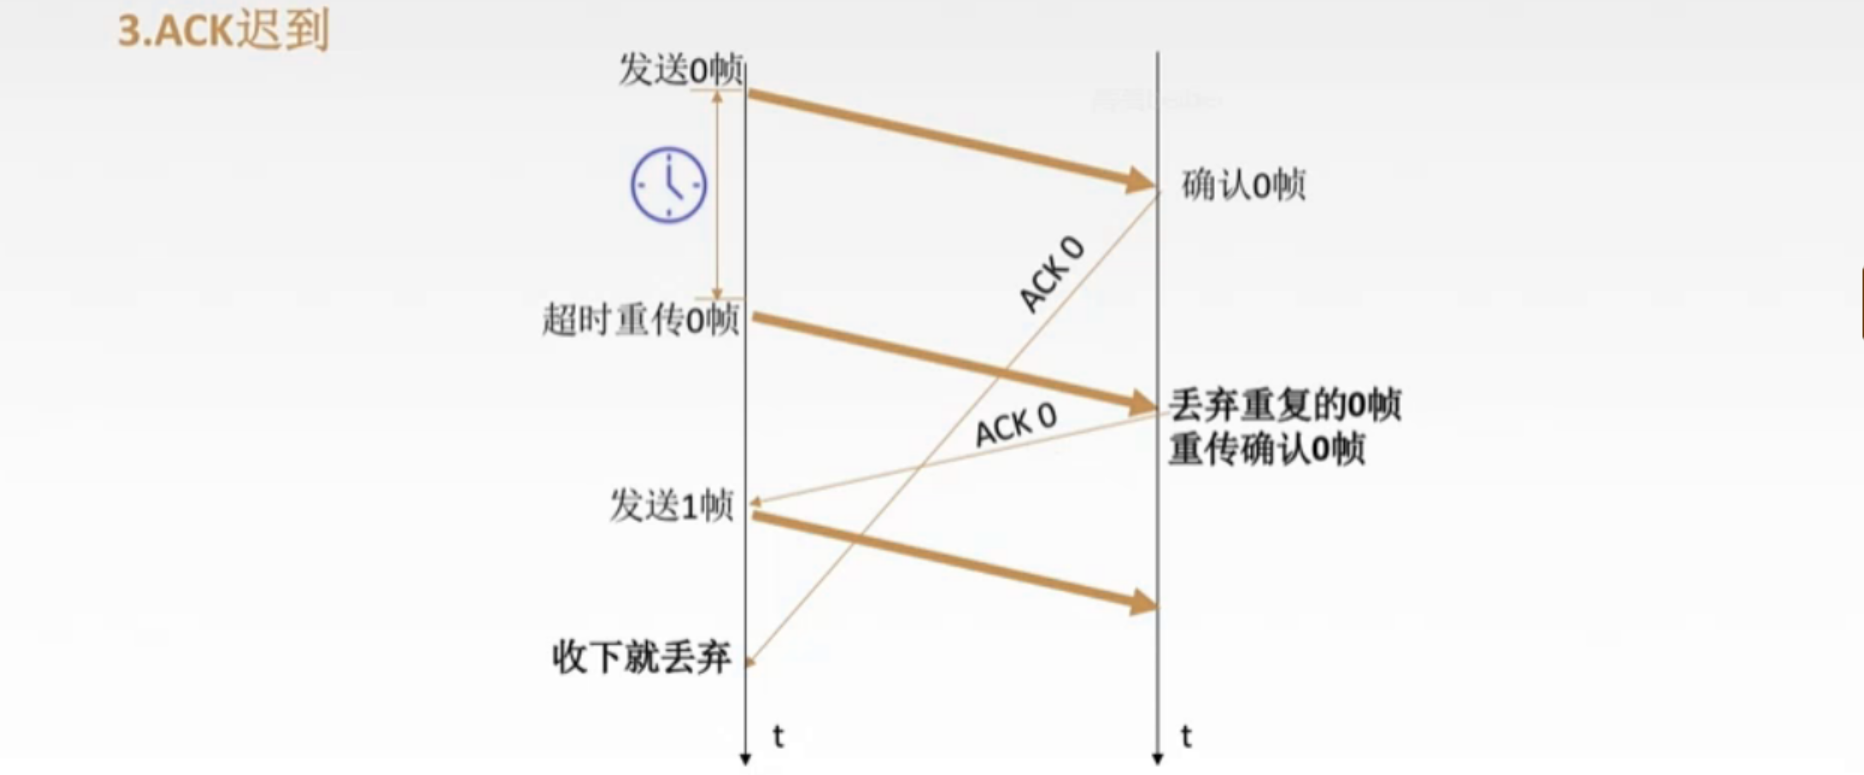 3.ACK迟到
发送0帧
确认0帧
ACK 0
超时重传0帧
丢弃重复的0帧
重传确认0帧
ACK 0
发送1帧
收下就丢弃
t
t